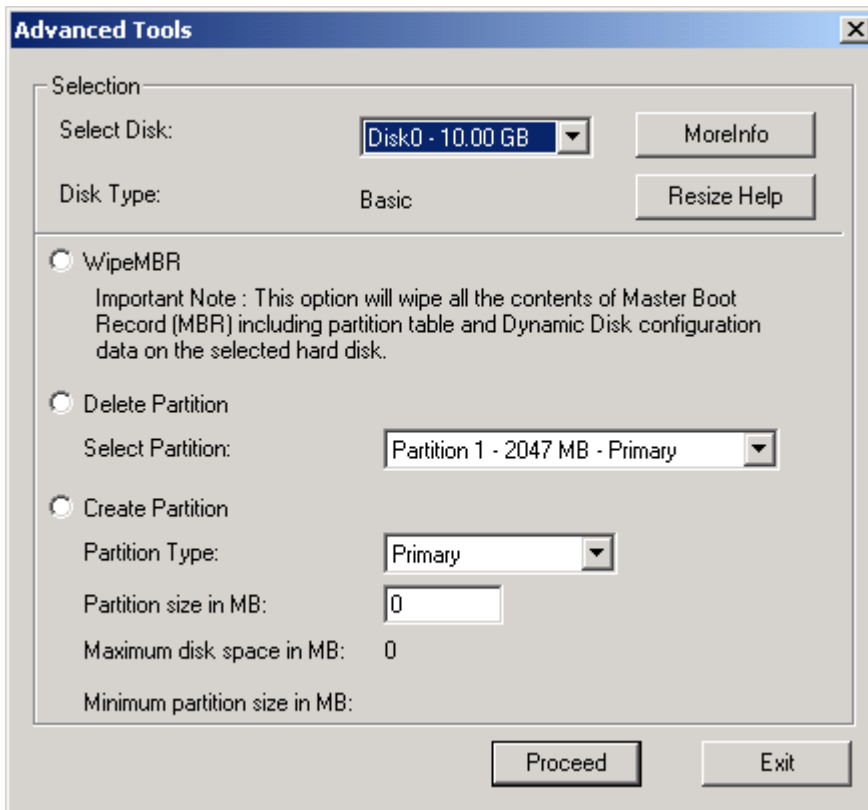 Advanced Tools
Selection
Select Disk: Disk0 - 10.00 GB MoreInfo
Disk Type: Basic Resize Help
WipeMBR
Important Note : This option will wipe all the contents of Master Boot
Record (MBR) including partition table and Dynamic Disk configuration
data on the selected hard disk.
Delete Partition
Select Partition: Partition 1 - 2047 MB - Primary
Create Partition
Partition Type: Primary
Partition size in MB: 0
Maximum disk space in MB: 0
Minimum partition size in MB:
Proceed Exit